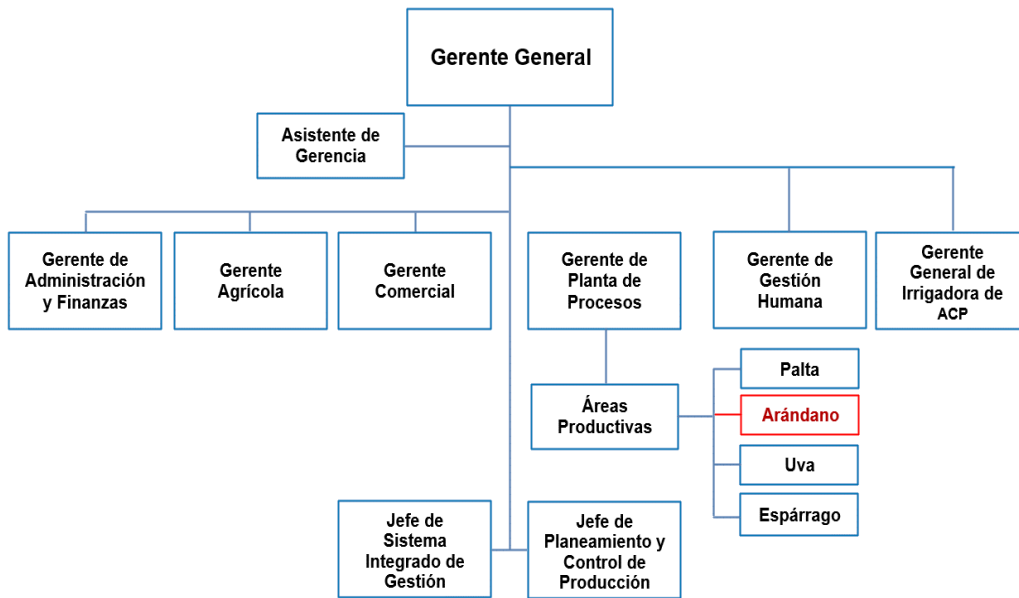 Gerente General
Asistente de
Gerencia
Gerente de
Administración
y Finanzas
Gerente
Agrícola
Gerente
Comercial
Gerente de
Planta de
Procesos
Gerente de
Gestión
Humana
Gerente
General de
Irrigadora de
ACP
Áreas
Productivas
Palta
Arándano
Uva
Espárrago
Jefe de
Sistema
Integrado de
Gestión
Jefe de
Planeamiento y
Control de
Producción